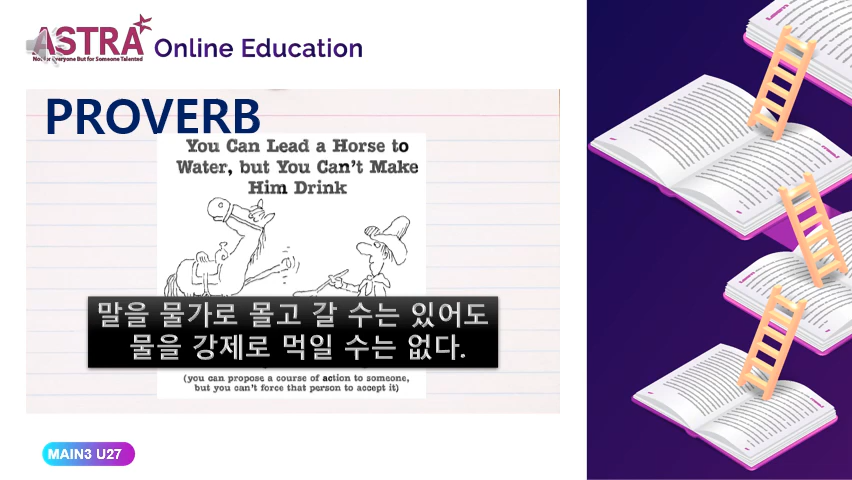 ASTRA
Not for Everyone But for Someone Talented
Online Education
PROVERB
You Can Lead a Horse to
Water, but You Can't Make
Him Drink
말을 물가로 몰고 갈 수는 있어도
물을 강제로 먹일 수는 없다.
(you can propose a course of action to someone,
but you can't force that person to accept it)
MAIN3 U27